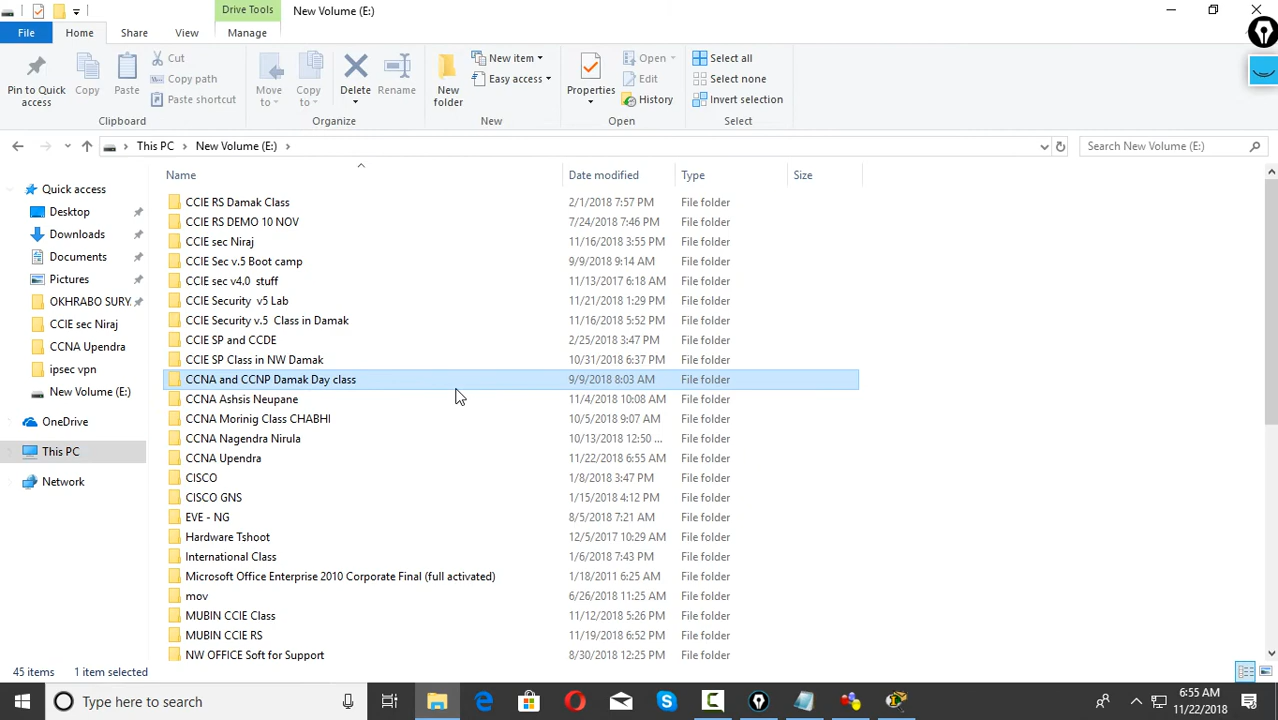 Drive Tools New Volume (E:)
File Home Share View Manage
Pin to Quick access
Copy
Paste
Cut
Copy path
Paste shortcut
Clipboard
Move to
Copy to
Delete
Rename
Organize
New folder
New item
Easy access
New
Properties
Open
Edit
History
Open
Select all
Select none
Invert selection
Select
This PC New Volume (E:)
Search New Volume (E:)
Name Date modified Type Size
Quick access
Desktop
Downloads
Documents
Pictures
OKHRABO SURY.
CCIE sec Niraj
CCNA Upendra
ipsec vpn
New Volume (E:)
OneDrive
This PC
Network
CCIE RS Damak Class 2/1/2018 7:57 PM File folder
CCIE RS DEMO 10 NOV 7/24/2018 7:46 PM File folder
CCIE sec Niraj 11/16/2018 3:55 PM File folder
CCIE Sec v.5 Boot camp 9/9/2018 9:14 AM File folder
CCIE sec v4.0 stuff 11/13/2017 6:18 AM File folder
CCIE Security v5 Lab 11/21/2018 1:29 PM File folder
CCIE Security v.5 Class in Damak 11/16/2018 5:52 PM File folder
CCIE SP and CCDE 2/25/2018 3:47 PM File folder
CCIE SP Class in NW Damak 10/31/2018 6:37 PM File folder
CCNA and CCNP Damak Day class 9/9/2018 8:03 AM File folder
CCNA Ashsis Neupane 11/4/2018 10:08 AM File folder
CCNA Morinig Class CHABHI 10/5/2018 9:07 AM File folder
CCNA Nagendra Nirula 10/13/2018 12:50 ... File folder
CCNA Upendra 11/22/2018 6:55 AM File folder
CISCO 1/8/2018 3:47 PM File folder
CISCO GNS 1/15/2018 4:12 PM File folder
EVE - NG 8/5/2018 7:21 AM File folder
Hardware Tshoot 12/5/2017 10:29 AM File folder
International Class 1/6/2018 7:43 PM File folder
Microsoft Office Enterprise 2010 Corporate Final (full activated) 1/18/2011 6:25 AM File folder
mov 6/26/2018 11:25 AM File folder
MUBIN CCIE Class 11/12/2018 5:26 PM File folder
MUBIN CCIE RS 11/19/2018 6:52 PM File folder
NW OFFICE Soft for Support 8/30/2018 12:25 PM File folder
45 items 1 item selected
Type here to search
6:55 AM
11/22/2018